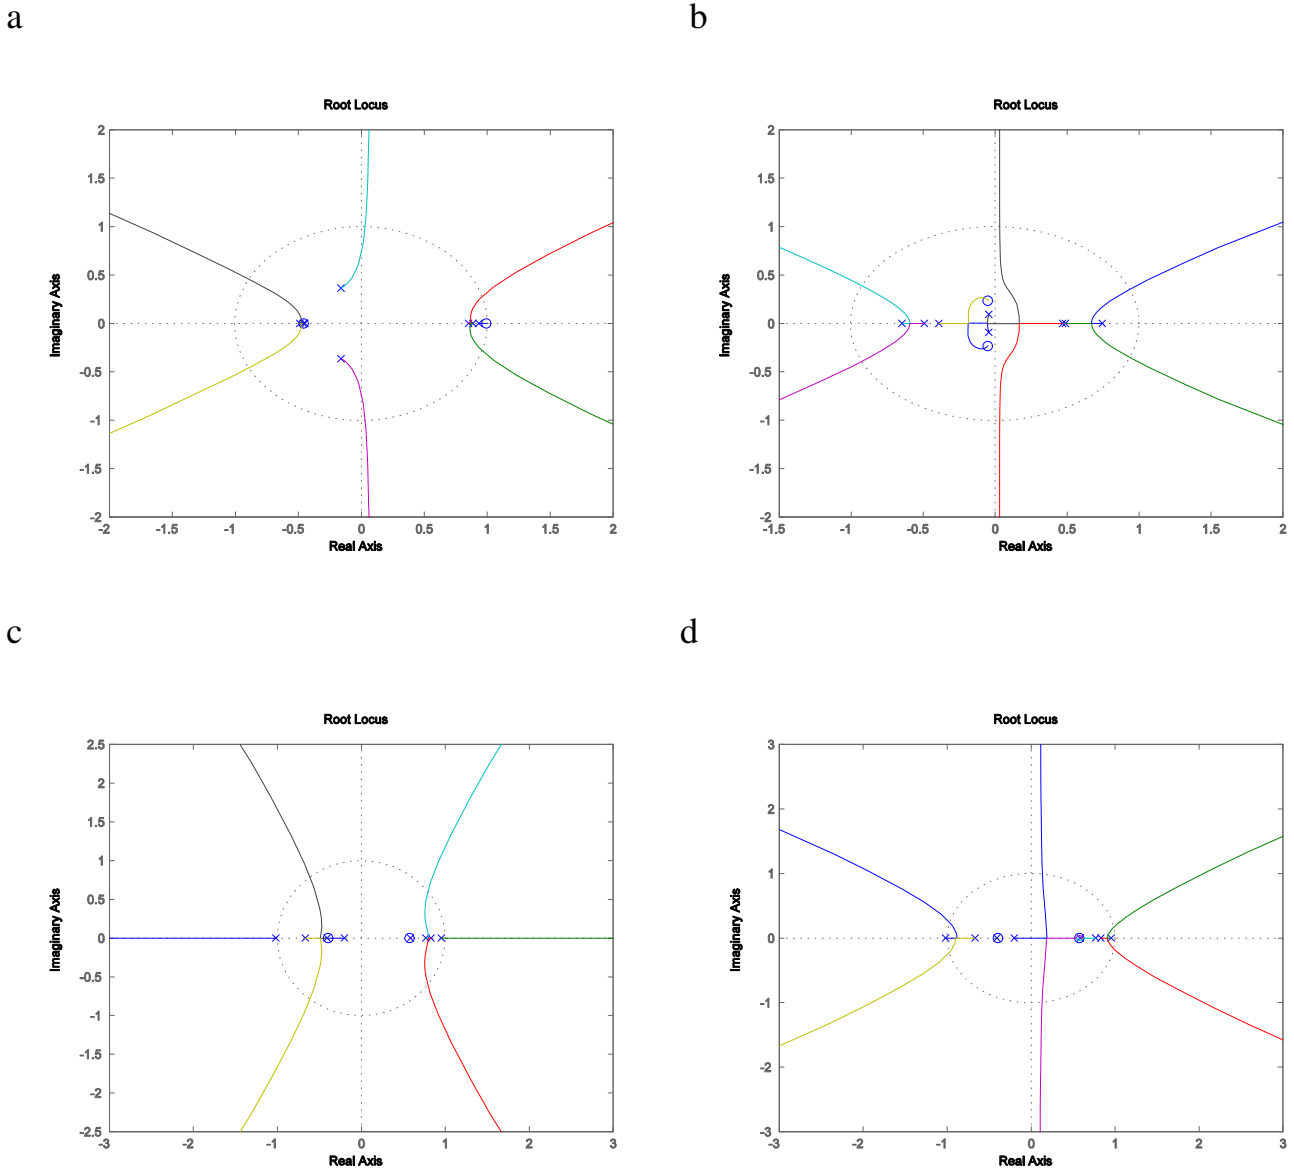 a
Root Locus
2
1.5
1
0.5
0
-0.5
-1
-1.5
-2
-2 -1.5 -1 -0.5 0 0.5 1 1.5 2
Imaginary Axis
Real Axis
b
Root Locus
2
1.5
1
0.5
0
-0.5
-1
-1.5
-2
-1.5 -1 -0.5 0 0.5 1 1.5 2
Imaginary Axis
Real Axis
c
Root Locus
2.5
2
1.5
1
0.5
0
-0.5
-1
-1.5
-2
-2.5
-3 -2 -1 0 1 2 3
Imaginary Axis
Real Axis
d
Root Locus
3
2
1
0
-1
-2
-3
-3 -2 -1 0 1 2 3
Imaginary Axis
Real Axis